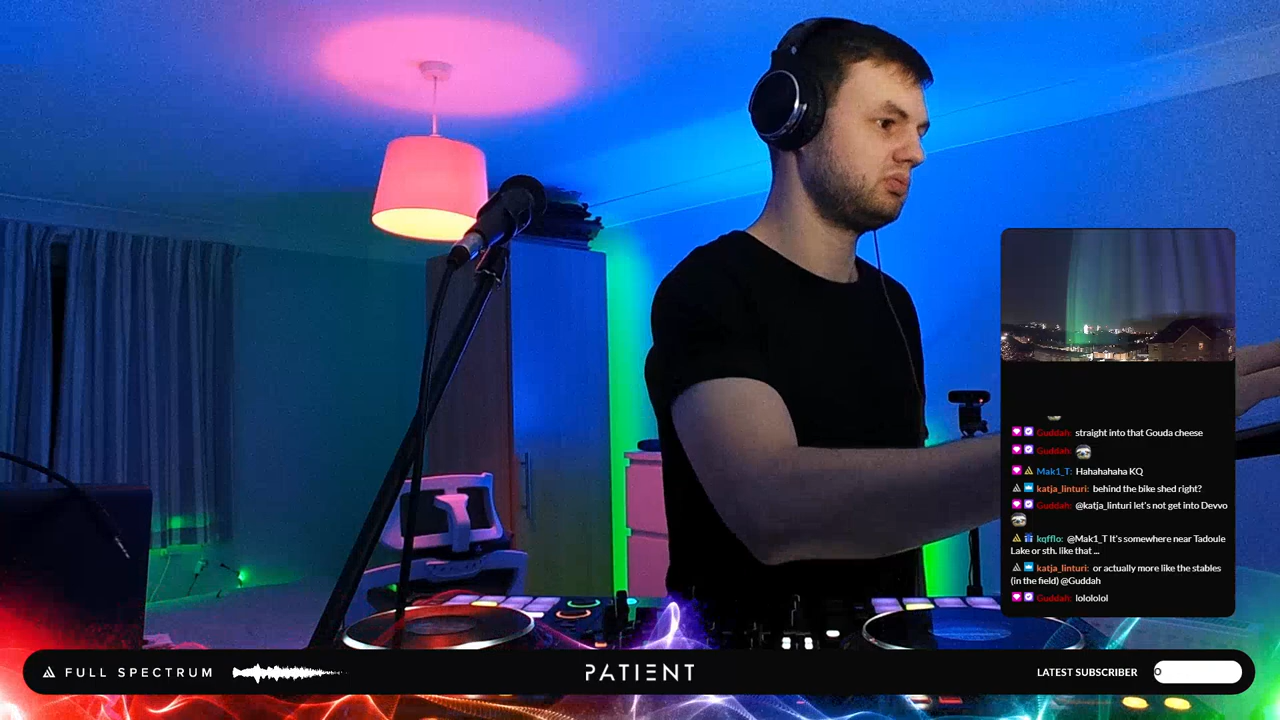 Guddah: straight into that Gouda cheese
Guddah:
Mak1_T: Hahahahaha KQ
katja_linturi: behind the bike shed right?
Guddah: @katja_linturi let's not get into Devvo
kqfflo: @Mak1_T It's somewhere near Tadoule
Lake or sth. like that ...
katja_linturi: or actually more like the stables
(in the field) @Guddah
Guddah: lolololol
FULL SPECTRUM
PATIENT
LATEST SUBSCRIBER